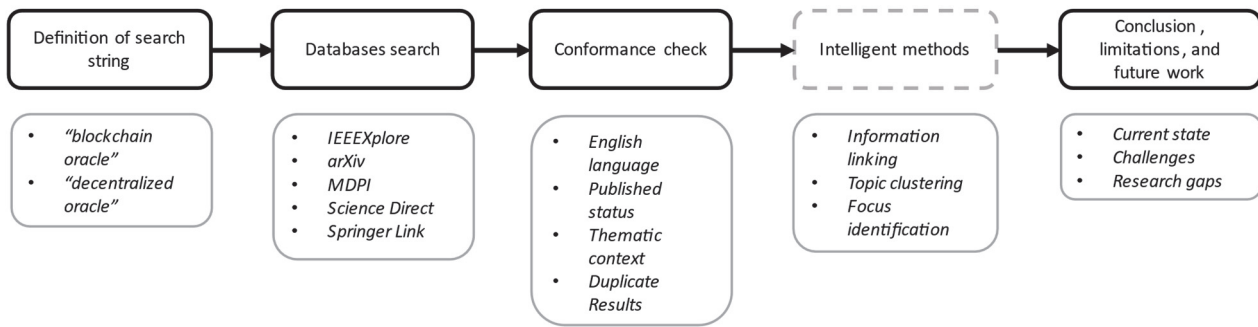 Definition of search
string
Databases search
Conformance check
Intelligent methods
Conclusion ,
limitations, and
future work
• “blockchain
oracle”
• “decentralized
oracle”
• IEEEXplore
• arXiv
• MDPI
• Science Direct
• Springer Link
• English
language
• Published
status
• Thematic
context
• Duplicate
Results
• Information
linking
• Topic clustering
• Focus
identification
• Current state
• Challenges
• Research gaps